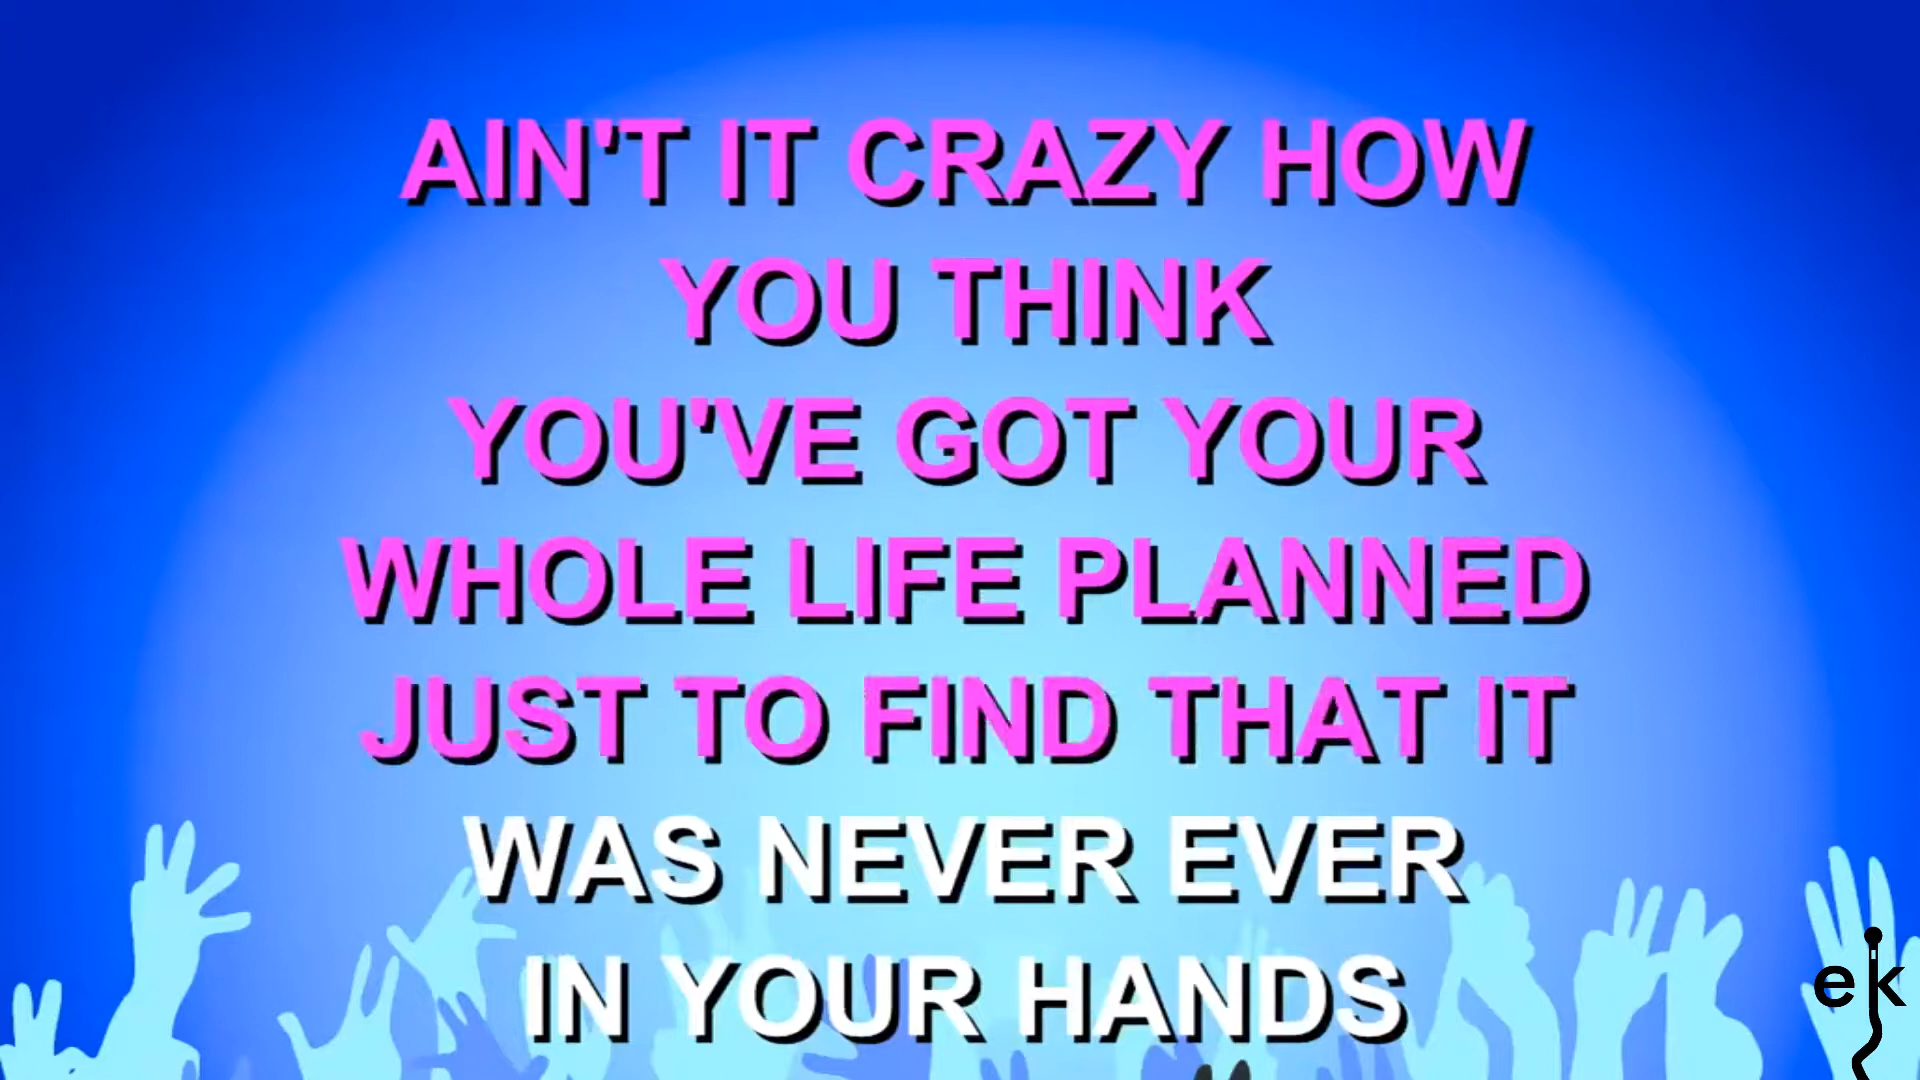 AIN'T IT CRAZY HOW
YOU THINK
YOU'VE GOT YOUR
WHOLE LIFE PLANNED
JUST TO FIND THAT IT
WAS NEVER EVER
IN YOUR HANDS
ek